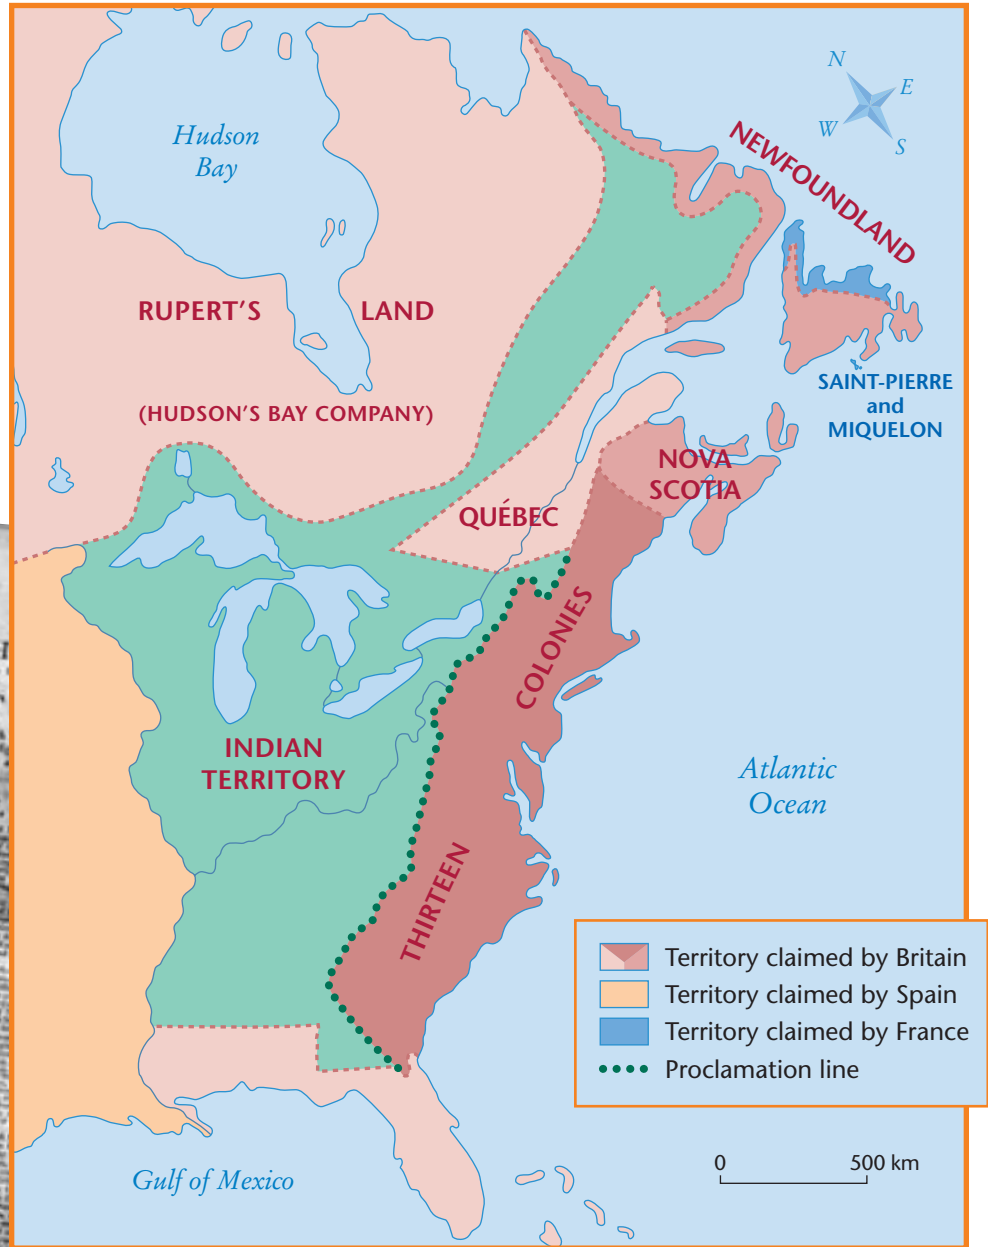 N
E
W
S
Hudson
Bay
NEWFOUNDLAND
RUPERT'S LAND
(HUDSON'S BAY COMPANY)
SAINT-PIERRE
and
MIQUELON
NOVA
SCOTIA
QUÉBEC
INDIAN
TERRITORY
THIRTEEN COLONIES
Atlantic
Ocean
Territory claimed by Britain
Territory claimed by Spain
Territory claimed by France
Proclamation line
0 500 km
Gulf of Mexico